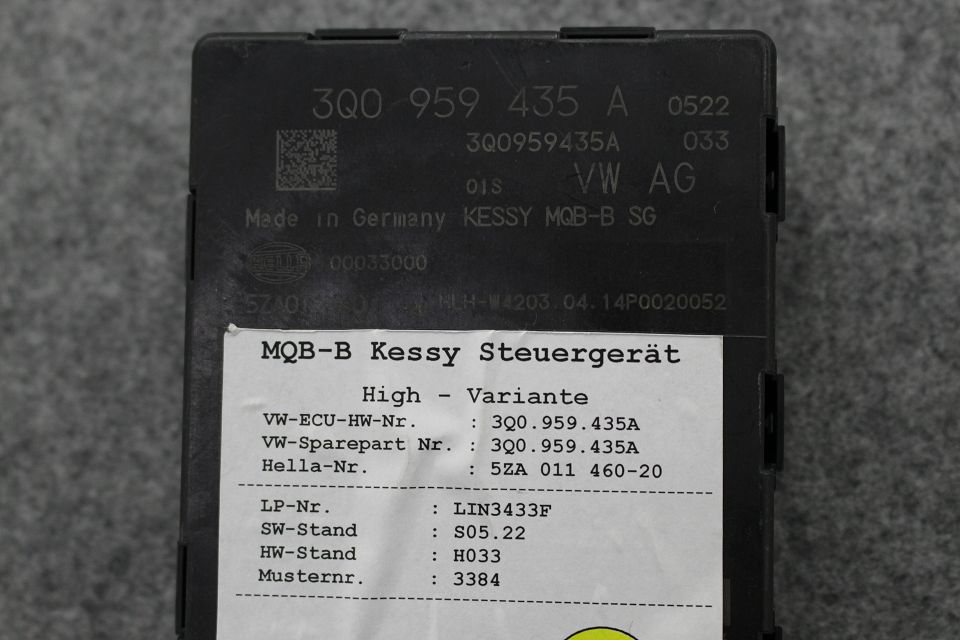 3Q0 959 435 A 0522
3Q0959435A 033
01S VW AG
Made in Germany KESSY MQB-B SG
HELLA 00033000
HLH-W4203.04.14P0020052
MQB-B Kessy Steuergerät
High - Variante
VW-ECU-HW-Nr. : 3Q0.959.435A
VW-Sparepart Nr. : 3Q0.959.435A
Hella-Nr. : 5ZA 011 460-20
LP-Nr. : LIN3433F
SW-Stand : S05.22
HW-Stand : H033
Musternr. : 3384